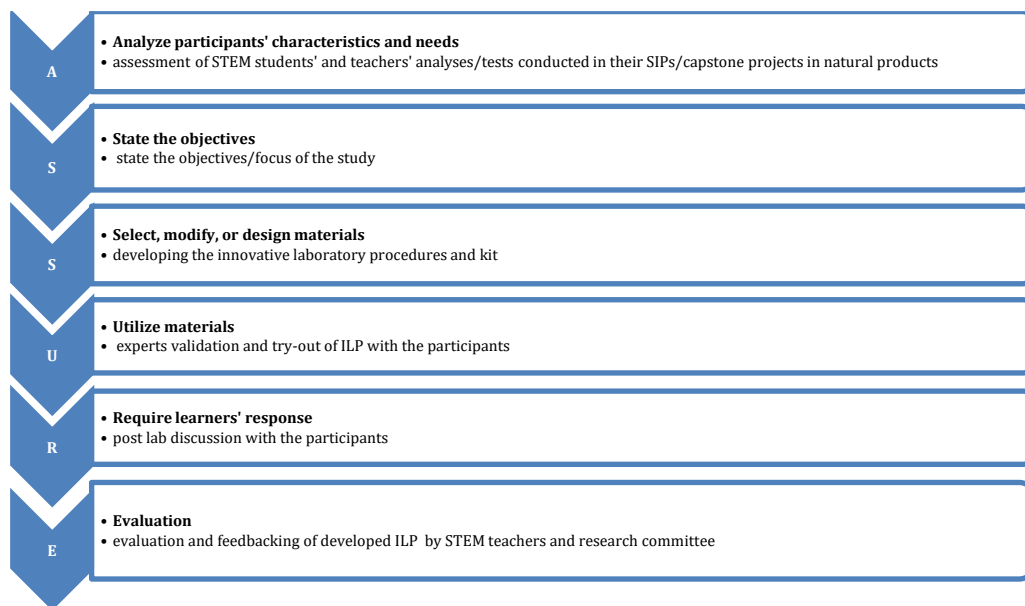 A
• Analyze participants' characteristics and needs
• assessment of STEM students' and teachers' analyses/tests conducted in their SIPs/capstone projects in natural products
S
• State the objectives
• state the objectives/focus of the study
S
• Select, modify, or design materials
• developing the innovative laboratory procedures and kit
U
• Utilize materials
• experts validation and try-out of ILP with the participants
R
• Require learners' response
• post lab discussion with the participants
E
• Evaluation
• evaluation and feedbacking of developed ILP by STEM teachers and research committee